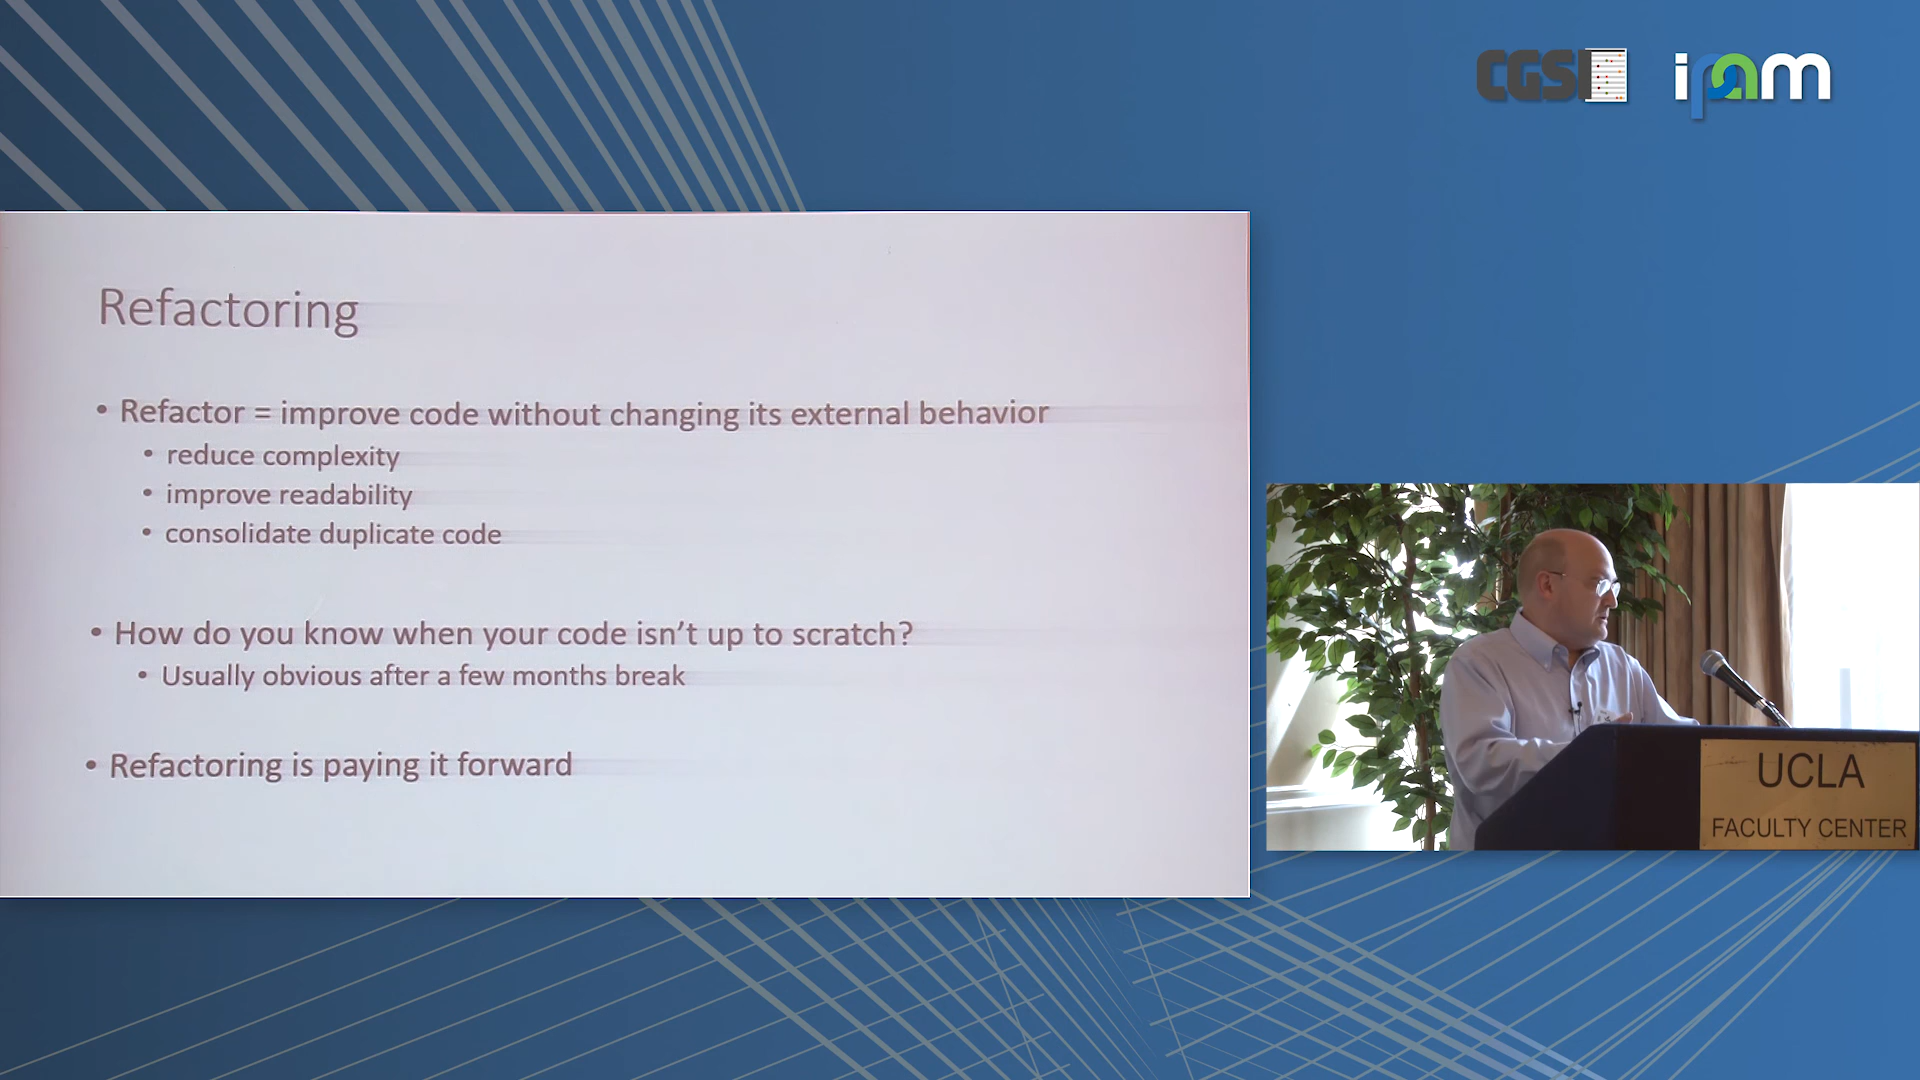 CGSI
ipam
Refactoring
• Refactor = improve code without changing its external behavior
• reduce complexity
• improve readability
• consolidate duplicate code
• How do you know when your code isn't up to scratch?
• Usually obvious after a few months break
• Refactoring is paying it forward
UCLA
FACULTY CENTER